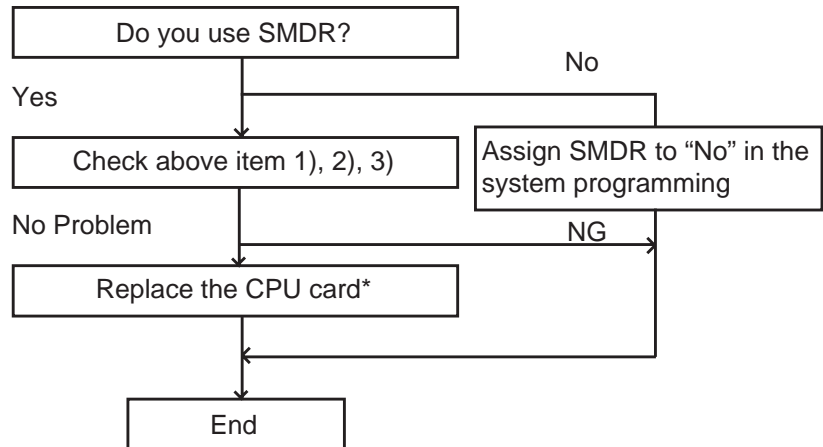 Do you use SMDR?
No
Yes
Check above item 1), 2), 3)
Assign SMDR to “No” in the
system programming
No Problem
NG
Replace the CPU card*
End